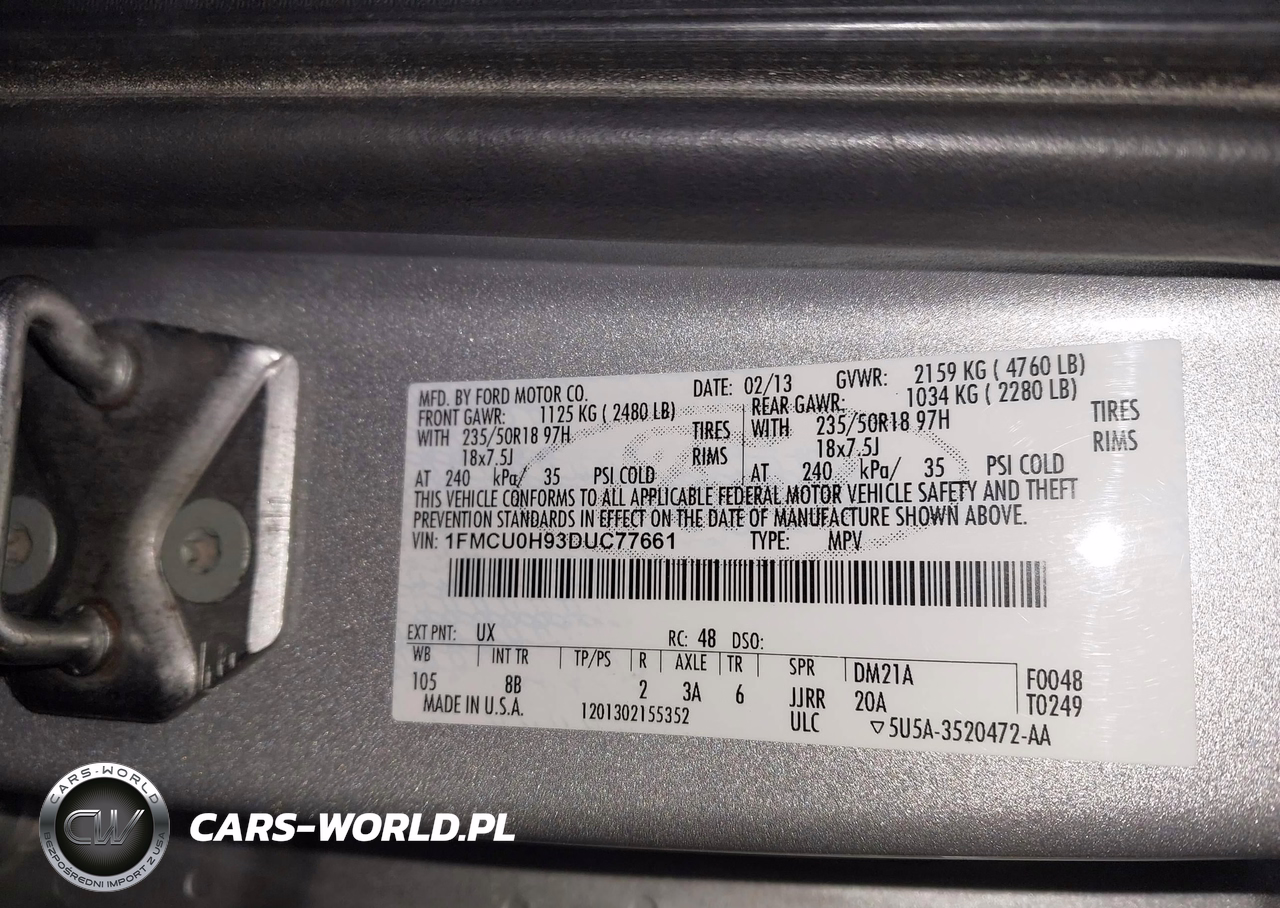 MFD. BY FORD MOTOR CO. DATE: 02/13 GVWR: 2159 KG ( 4760 LB)
FRONT GAWR: 1125 KG ( 2480 LB) REAR GAWR: 1034 KG ( 2280 LB)
WITH 235/50R18 97H TIRES WITH 235/50R18 97H TIRES
18x7.5J RIMS 18x7.5J RIMS
AT 240 kPa/ 35 PSI COLD AT 240 kPa/ 35 PSI COLD
THIS VEHICLE CONFORMS TO ALL APPLICABLE FEDERAL MOTOR VEHICLE SAFETY AND THEFT
PREVENTION STANDARDS IN EFFECT ON THE DATE OF MANUFACTURE SHOWN ABOVE.
VIN: 1FMCU0H93DUC77661 TYPE: MPV
EXT PNT: UX RC: 48 DSO:
WB INT TR TP/PS R AXLE TR SPR DM21A F0048
105 8B 2 3A 6 JJRR 20A T0249
MADE IN U.S.A. 1201302155352 ULC ▽5U5A-3520472-AA
CARS-WORLD
CW
BEZPOŚREDNI IMPORT Z USA
CARS-WORLD.PL